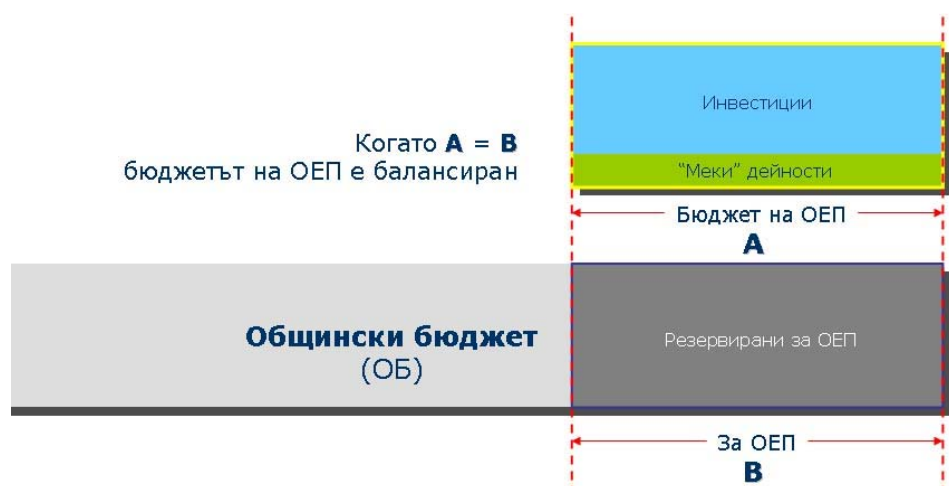 Инвестиции
Когато A = B
бюджетът на ОЕП е балансиран
"Меки" дейности
Бюджет на ОЕП
A
Общински бюджет
(ОБ)
Резервирани за ОЕП
За ОЕП
B